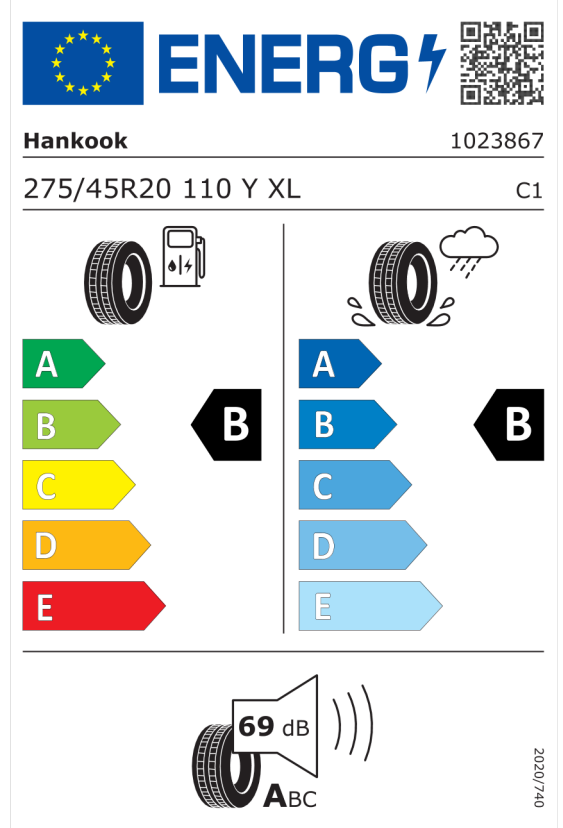 ENERG
Hankook 1023867
275/45R20 110 Y XL C1
A A
B B B B
C C
D D
E E
69 dB
ABC
2020/740